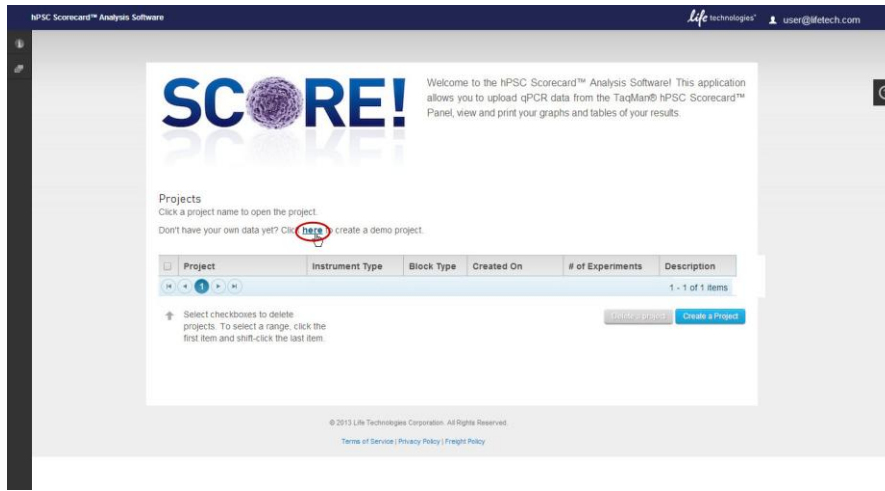 hPSC Scorecard™ Analysis Software
life technologies™
user@lifetech.com
SCORE!
Welcome to the hPSC Scorecard™ Analysis Software! This application
allows you to upload qPCR data from the TaqMan® hPSC Scorecard™
Panel, view and print your graphs and tables of your results.
Projects
Click a project name to open the project.
Don't have your own data yet? Click here to create a demo project.
Project Instrument Type Block Type Created On # of Experiments Description
1
1 - 1 of 1 items
Select checkboxes to delete
projects. To select a range, click the
first item and shift-click the last item.
Delete a project
Create a Project
© 2013 Life Technologies Corporation. All Rights Reserved.
Terms of Service | Privacy Policy | Freight Policy